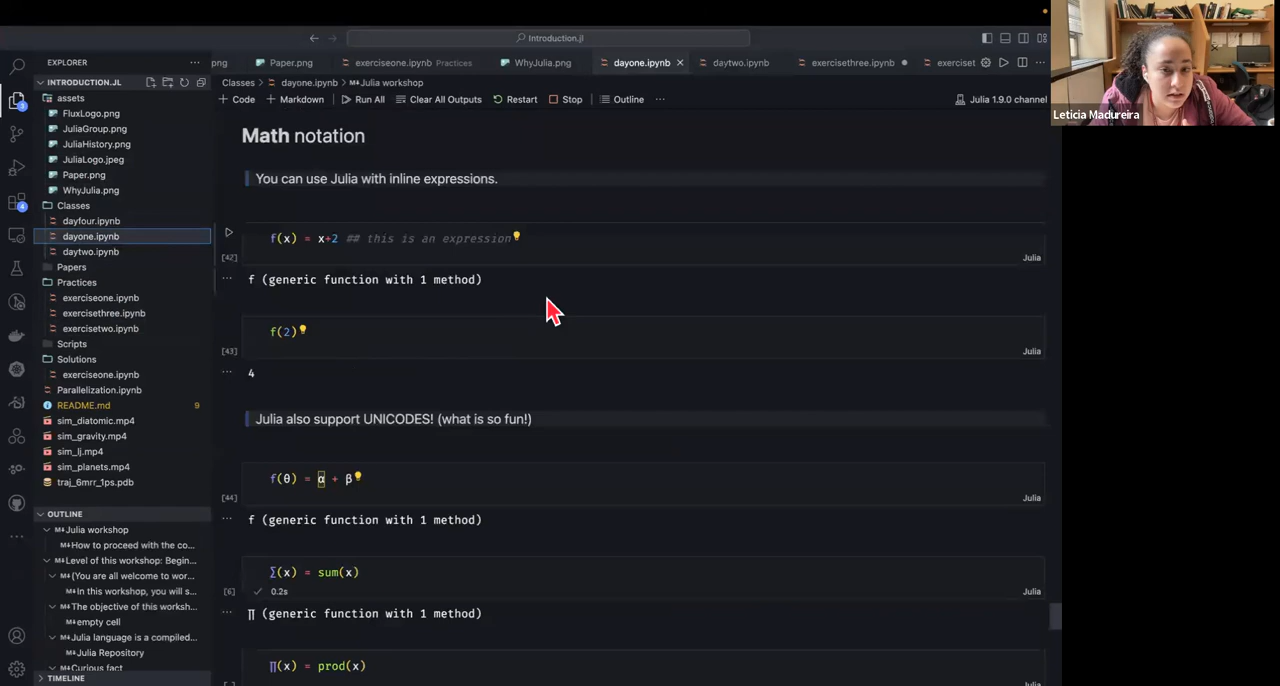 Introduction.jl
EXPLORER
png
Paper.png
exerciseone.ipynb Practices
WhyJulia.png
dayone.ipynb
daytwo.ipynb
exercisethree.ipynb
exerciset
INTRODUCTION.JL
Classes > dayone.ipynb > Julia workshop
+ Code + Markdown Run All Clear All Outputs Restart Stop Outline ... Julia 1.9.0 channel
assets
FluxLogo.png
JuliaGroup.png
JuliaHistory.png
JuliaLogo.jpeg
Paper.png
WhyJulia.png
Classes
dayfour.ipynb
dayone.ipynb
daytwo.ipynb
Papers
Practices
exerciseone.ipynb
exercisethree.ipynb
exercisetwo.ipynb
Scripts
Solutions
exerciseone.ipynb
Parallelization.ipynb
README.md 9
sim_diatomic.mp4
sim_gravity.mp4
sim_lj.mp4
sim_planets.mp4
traj_6mrr_1ps.pdb
OUTLINE
Julia workshop
How to proceed with the co...
Level of this workshop: Begin...
(You are all welcome to wor...
In this workshop, you will s...
The objective of this worksh...
empty cell
Julia language is a compiled...
Julia Repository
Curious fact
TIMELINE
3
4
Math notation
You can use Julia with inline expressions.
f(x) = x+2 ## this is an expression
[42]
Julia
f (generic function with 1 method)
f(2)
[43]
Julia
4
Julia also support UNICODES! (what is so fun!)
f(θ) = α + β
[44]
Julia
f (generic function with 1 method)
∑(x) = sum(x)
[6] 0.2s
Julia
∏ (generic function with 1 method)
∏(x) = prod(x)
Julia
Leticia Madureira